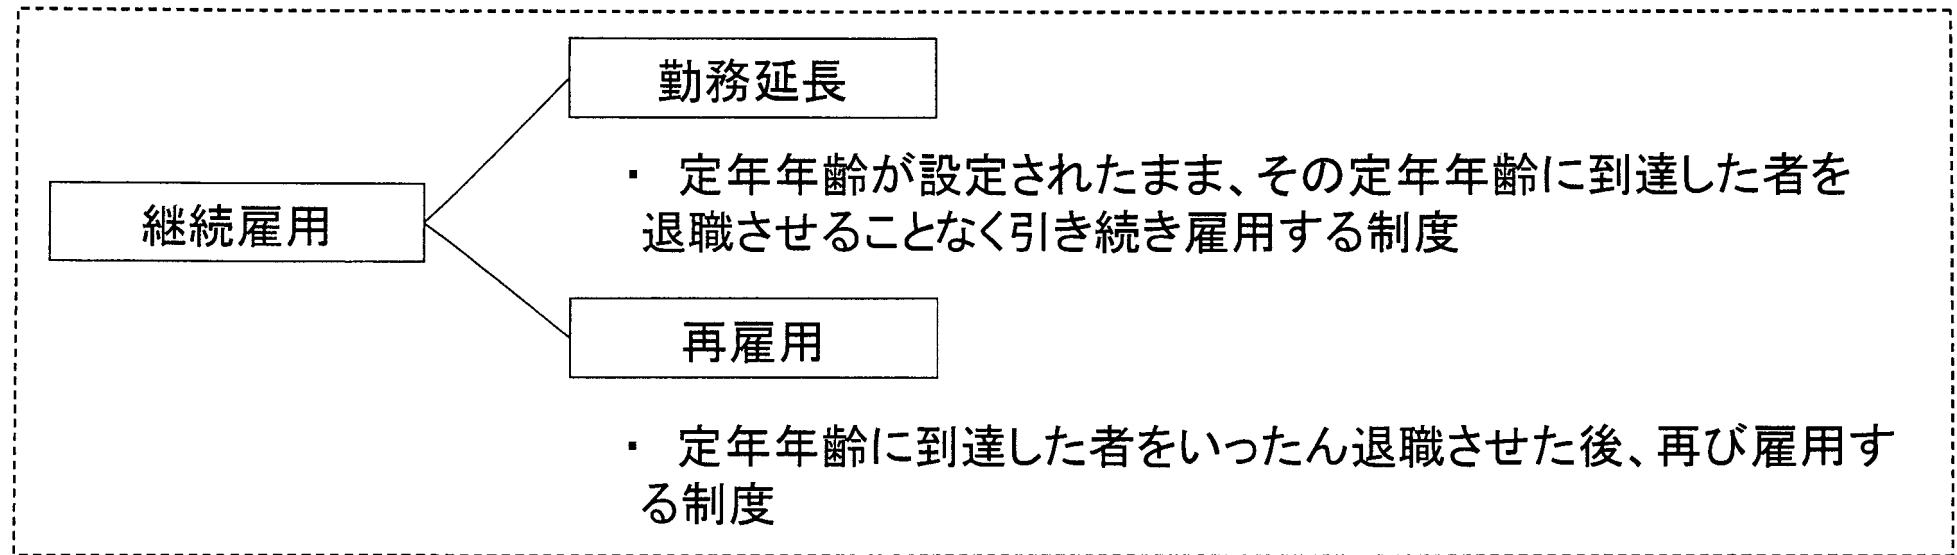 勤務延長
・ 定年年齢が設定されたまま、その定年年齢に到達した者を
退職させることなく引き続き雇用する制度
継続雇用
再雇用
・ 定年年齢に到達した者をいったん退職させた後、再び雇用す
る制度